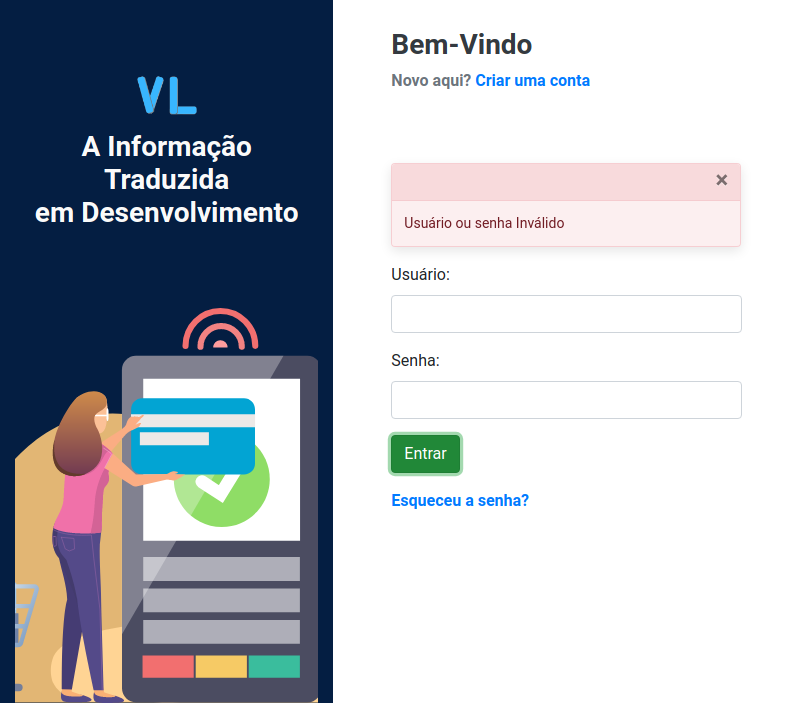 VL
A Informação
Traduzida
em Desenvolvimento
Bem-Vindo
Novo aqui? Criar uma conta
×
Usuário ou senha Inválido
Usuário:
Senha:
Entrar
Esqueceu a senha?